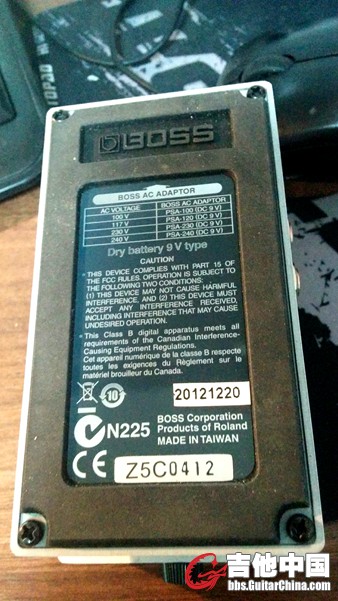 BOSS
BOSS AC ADAPTOR
AC VOLTAGE BOSS AC ADAPTOR
100 V PSA-100 (DC 9 V)
117 V PSA-120 (DC 9 V)
230 V PSA-230 (DC 9 V)
240 V PSA-240 (DC 9 V)
Dry battery 9 V type
CAUTION
THIS DEVICE COMPLIES WITH PART 15 OF
THE FCC RULES. OPERATION IS SUBJECT TO
THE FOLLOWING TWO CONDITIONS:
(1) THIS DEVICE MAY NOT CAUSE HARMFUL
INTERFERENCE, AND (2) THIS DEVICE MUST
ACCEPT ANY INTERFERENCE RECEIVED,
INCLUDING INTERFERENCE THAT MAY CAUSE
UNDESIRED OPERATION.
This Class B digital apparatus meets all
requirements of the Canadian Interference-
Causing Equipment Regulations.
Cet appareil numérique de la classe B respecte
toutes les exigences du Règlement sur le
matériel brouilleur du Canada.
10
20121220
N225
BOSS Corporation
Products of Roland
MADE IN TAIWAN
CE
Z5C0412
吉他中国
bbs.GuitarChina.com